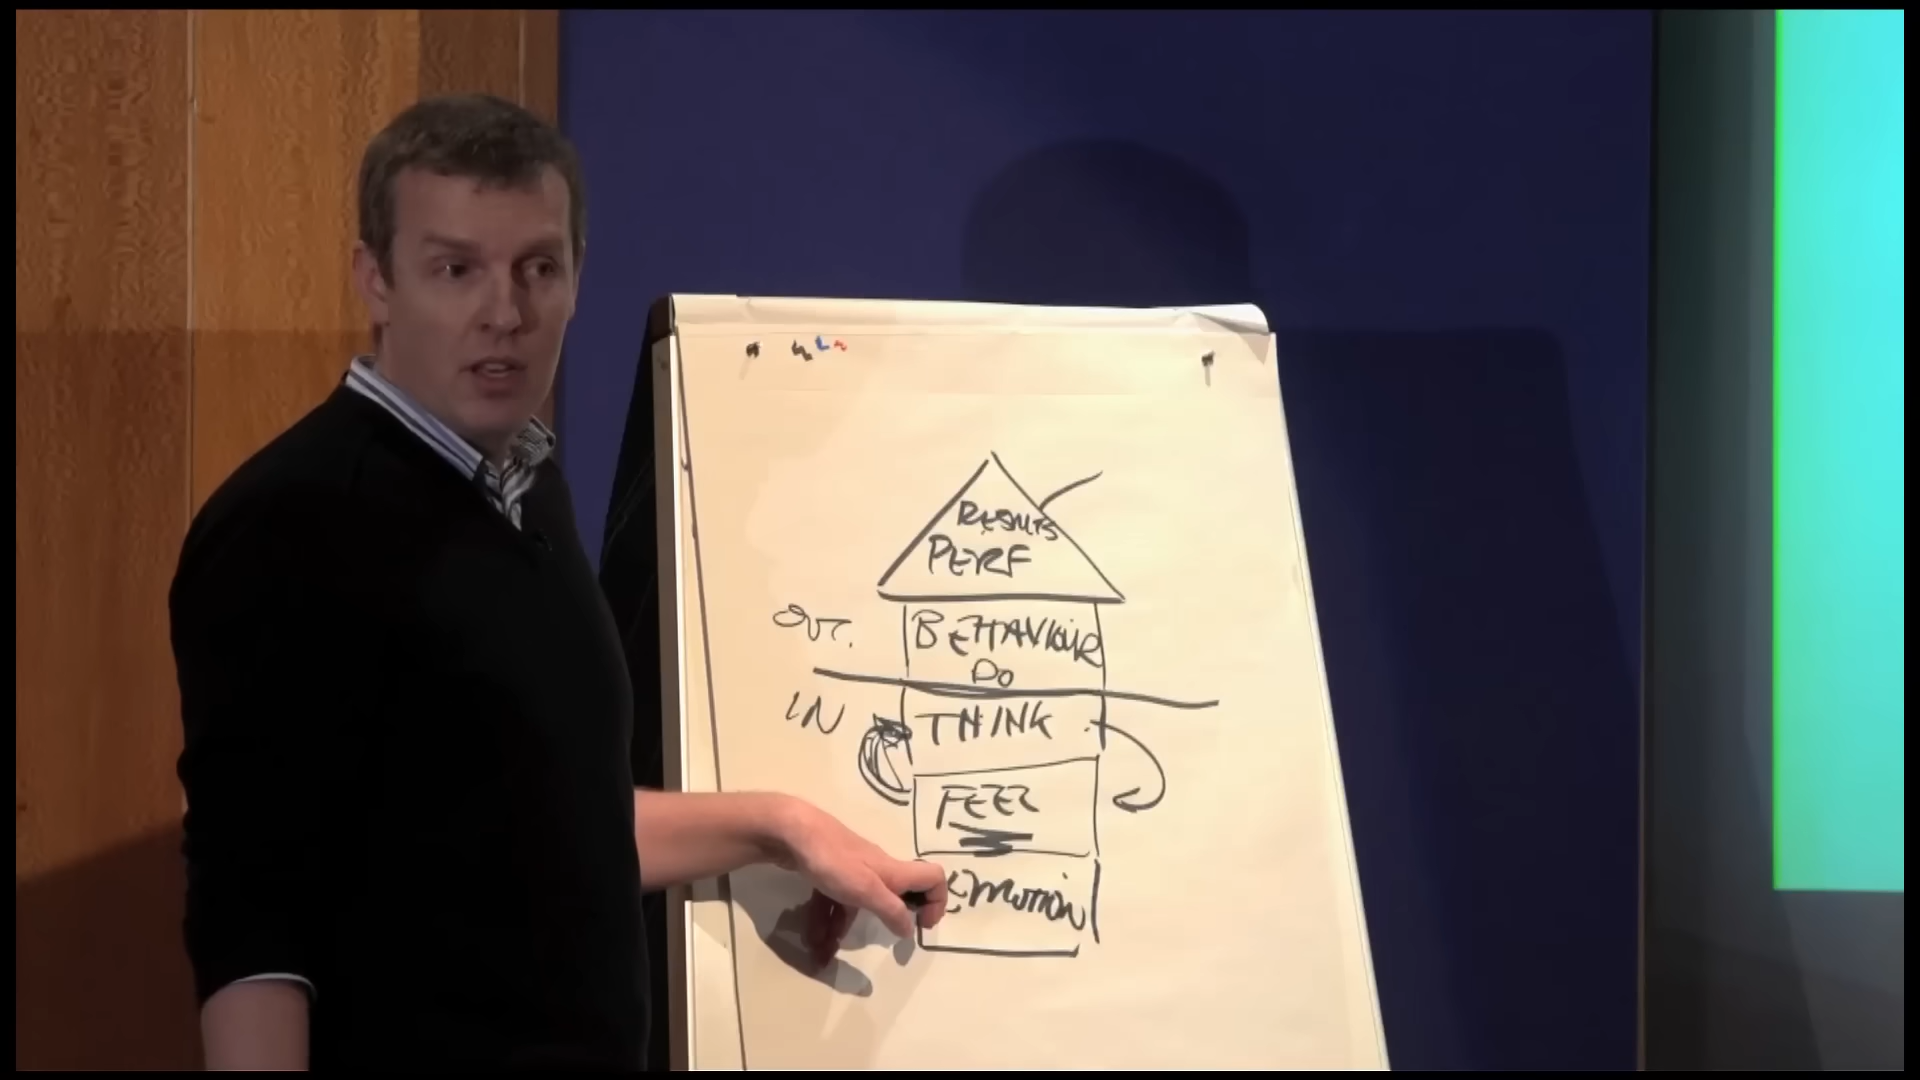 RESULTS
PERF
OUT.
BEHAVIOUR
DO
IN
THINK
FEEL
EMOTION